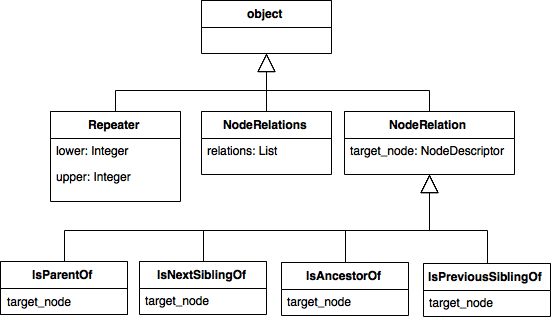 object
Repeater
lower: Integer
upper: Integer
NodeRelations
relations: List
NodeRelation
target_node: NodeDescriptor
IsParentOf
target_node
IsNextSiblingOf
target_node
IsAncestorOf
target_node
IsPreviousSiblingOf
target_node